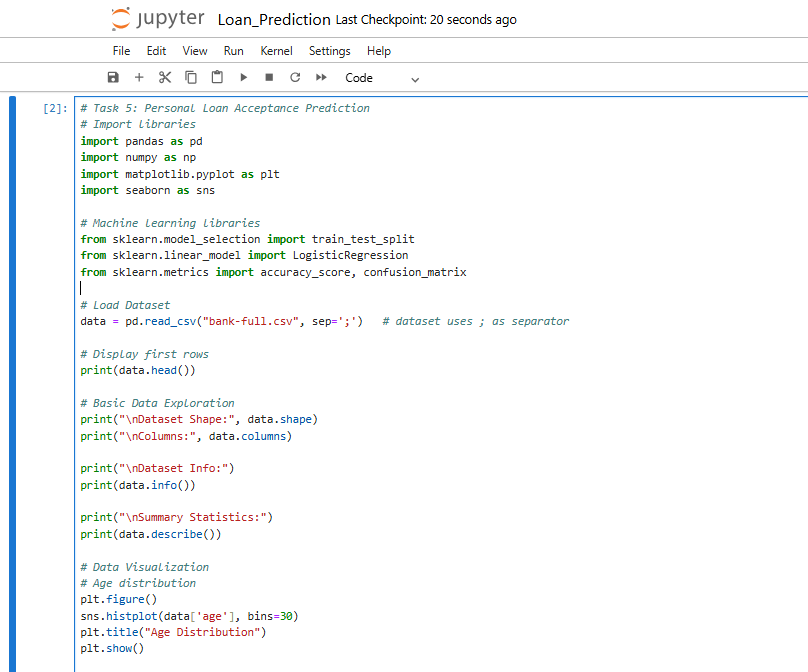 jupyter Loan_Prediction Last Checkpoint: 20 seconds ago
File Edit View Run Kernel Settings Help
Code
[2]: # Task 5: Personal Loan Acceptance Prediction
# Import libraries
import pandas as pd
import numpy as np
import matplotlib.pyplot as plt
import seaborn as sns
# Machine learning libraries
from sklearn.model_selection import train_test_split
from sklearn.linear_model import LogisticRegression
from sklearn.metrics import accuracy_score, confusion_matrix
# Load Dataset
data = pd.read_csv("bank-full.csv", sep=';')   # dataset uses ; as separator
# Display first rows
print(data.head())
# Basic Data Exploration
print("\nDataset Shape:", data.shape)
print("\nColumns:", data.columns)
print("\nDataset Info:")
print(data.info())
print("\nSummary Statistics:")
print(data.describe())
# Data Visualization
# Age distribution
plt.figure()
sns.histplot(data['age'], bins=30)
plt.title("Age Distribution")
plt.show()